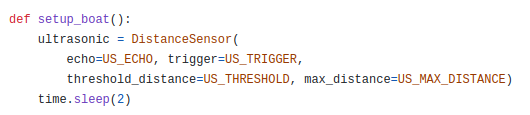 def setup_boat():
    ultrasonic = DistanceSensor(
        echo=US_ECHO, trigger=US_TRIGGER,
        threshold_distance=US_THRESHOLD, max_distance=US_MAX_DISTANCE)
    time.sleep(2)